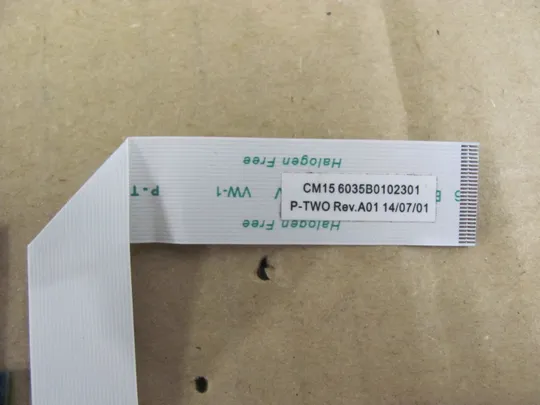 Halogen Free
P-T
VW-1
CM15 6035B0102301
P-TWO Rev.A01 14/07/01
Halogen Free